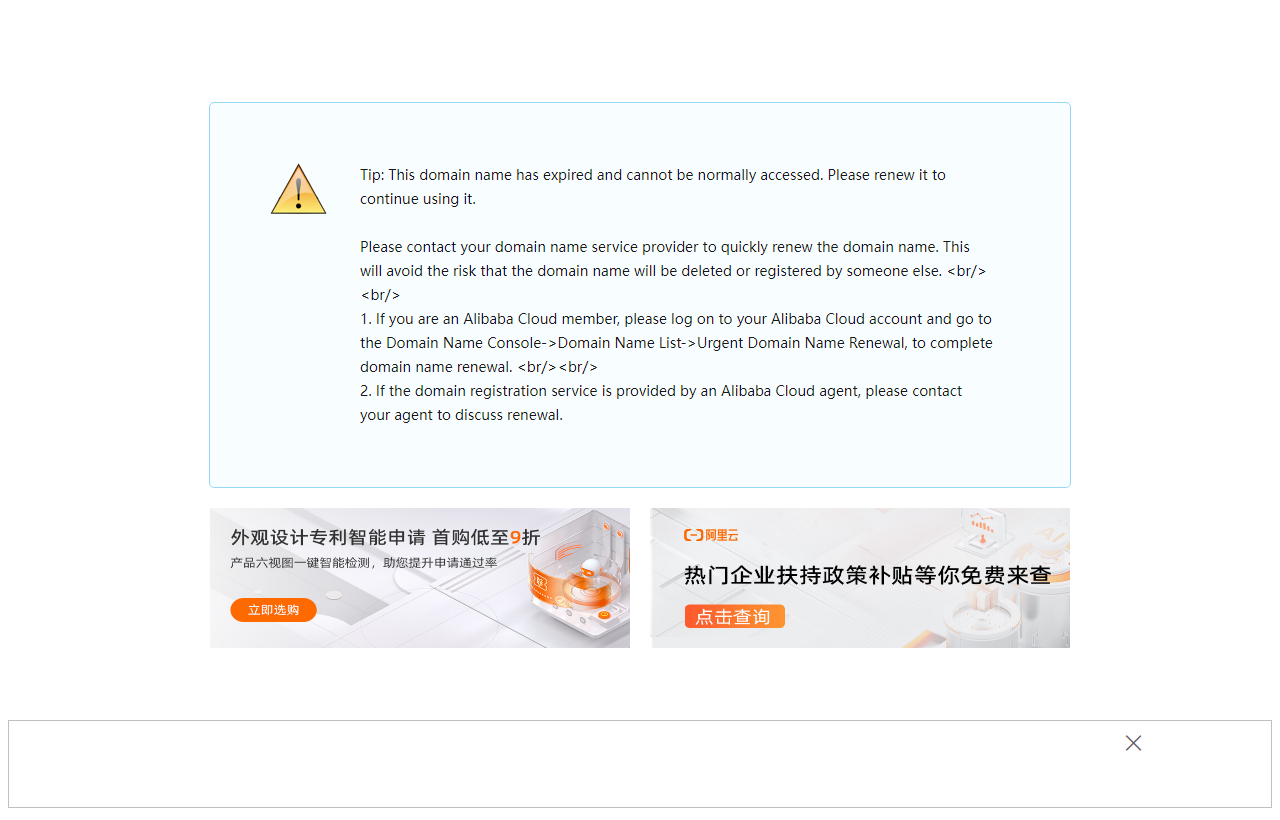 Tip: This domain name has expired and cannot be normally accessed. Please renew it to
continue using it.
Please contact your domain name service provider to quickly renew the domain name. This
will avoid the risk that the domain name will be deleted or registered by someone else. <br/>
<br/>
1. If you are an Alibaba Cloud member, please log on to your Alibaba Cloud account and go to
the Domain Name Console->Domain Name List->Urgent Domain Name Renewal, to complete
domain name renewal. <br/><br/>
2. If the domain registration service is provided by an Alibaba Cloud agent, please contact
your agent to discuss renewal.
外观设计专利智能申请 首购低至9折
产品六视图一键智能检测，助您提升申请通过率
立即选购
阿里云
热门企业扶持政策补贴等你免费来查
点击查询